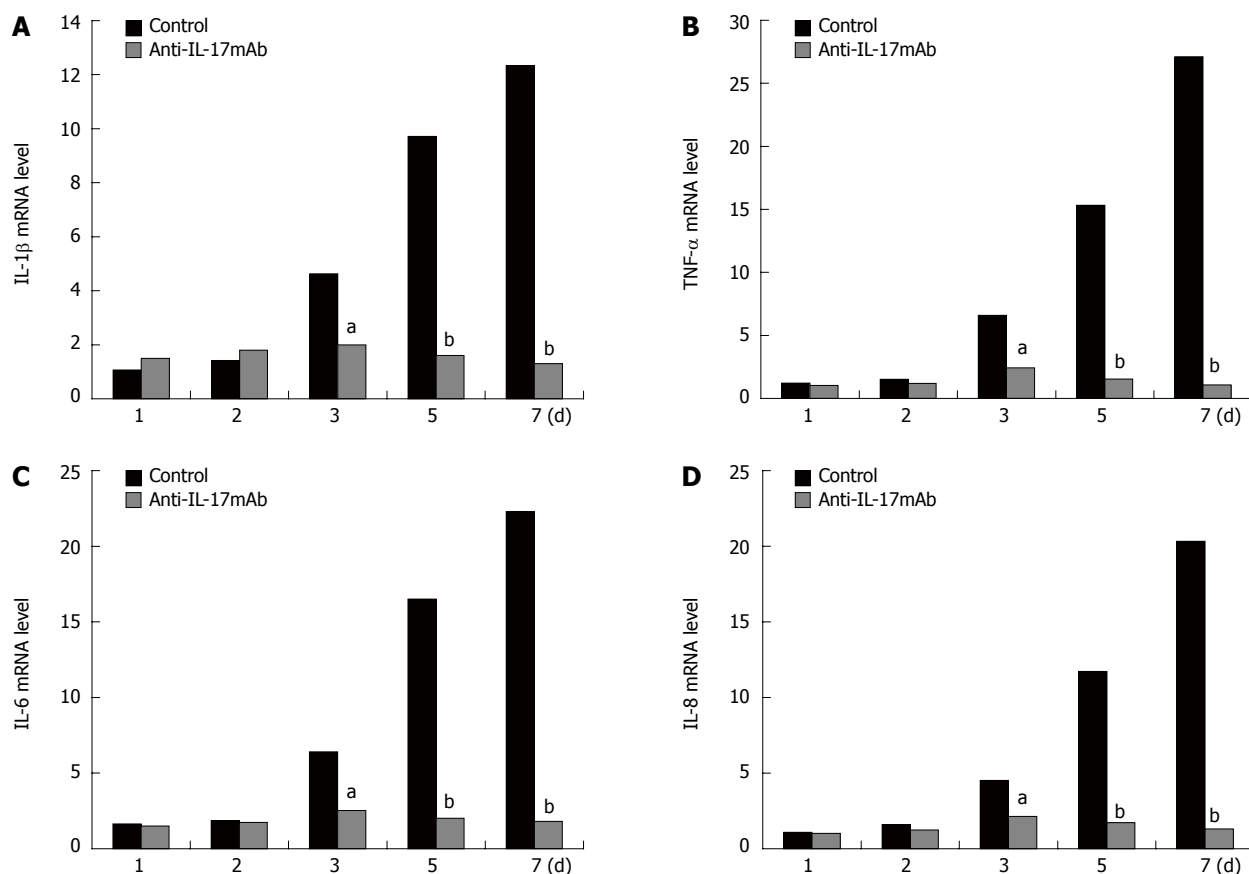 A
Control
Anti-IL-17mAb
IL-1β mRNA level
14
12
10
8
6
4
2
0
a
b
b
1 2 3 5 7 (d)
B
Control
Anti-IL-17mAb
TNF-α mRNA level
30
25
20
15
10
5
0
a
b
b
1 2 3 5 7 (d)
C
Control
Anti-IL-17mAb
IL-6 mRNA level
25
20
15
10
5
0
a
b
b
1 2 3 5 7 (d)
D
Control
Anti-IL-17mAb
IL-8 mRNA level
25
20
15
10
5
0
a
b
b
1 2 3 5 7 (d)